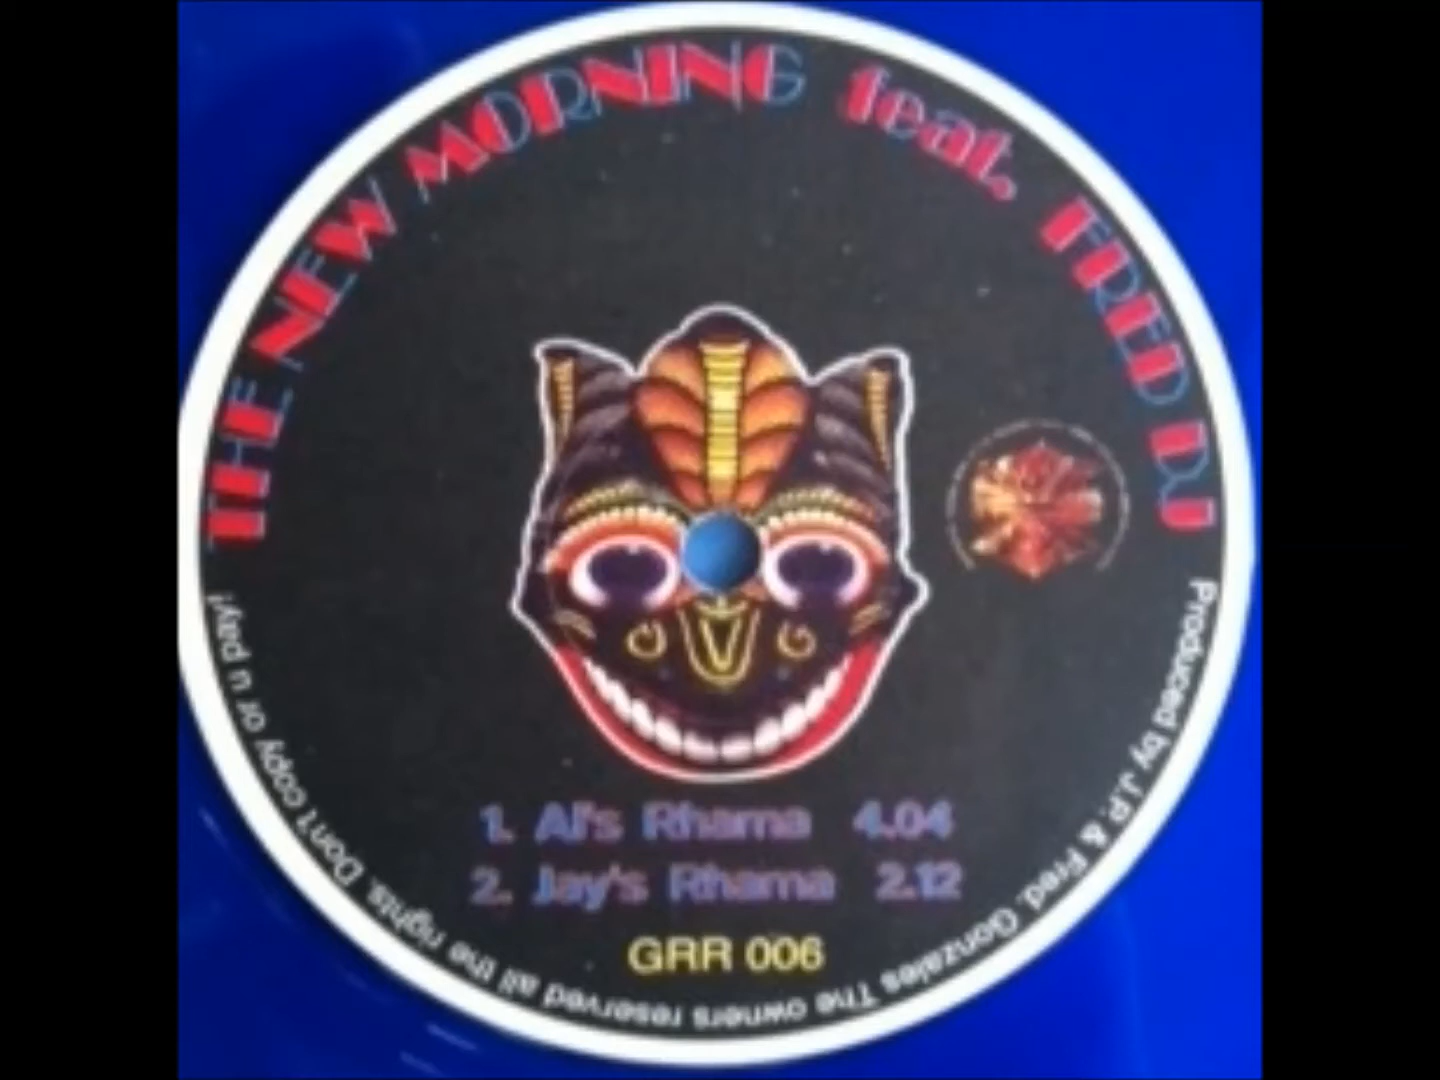 THE NEW MORNING feat. FRED DJ
1. Al's Rhama 4.04
2. Jay's Rhama 2.12
GRR 006
Produced by J.P. & Fred. Gonzales The owners reserved all the rights. Don't copy or u pay!